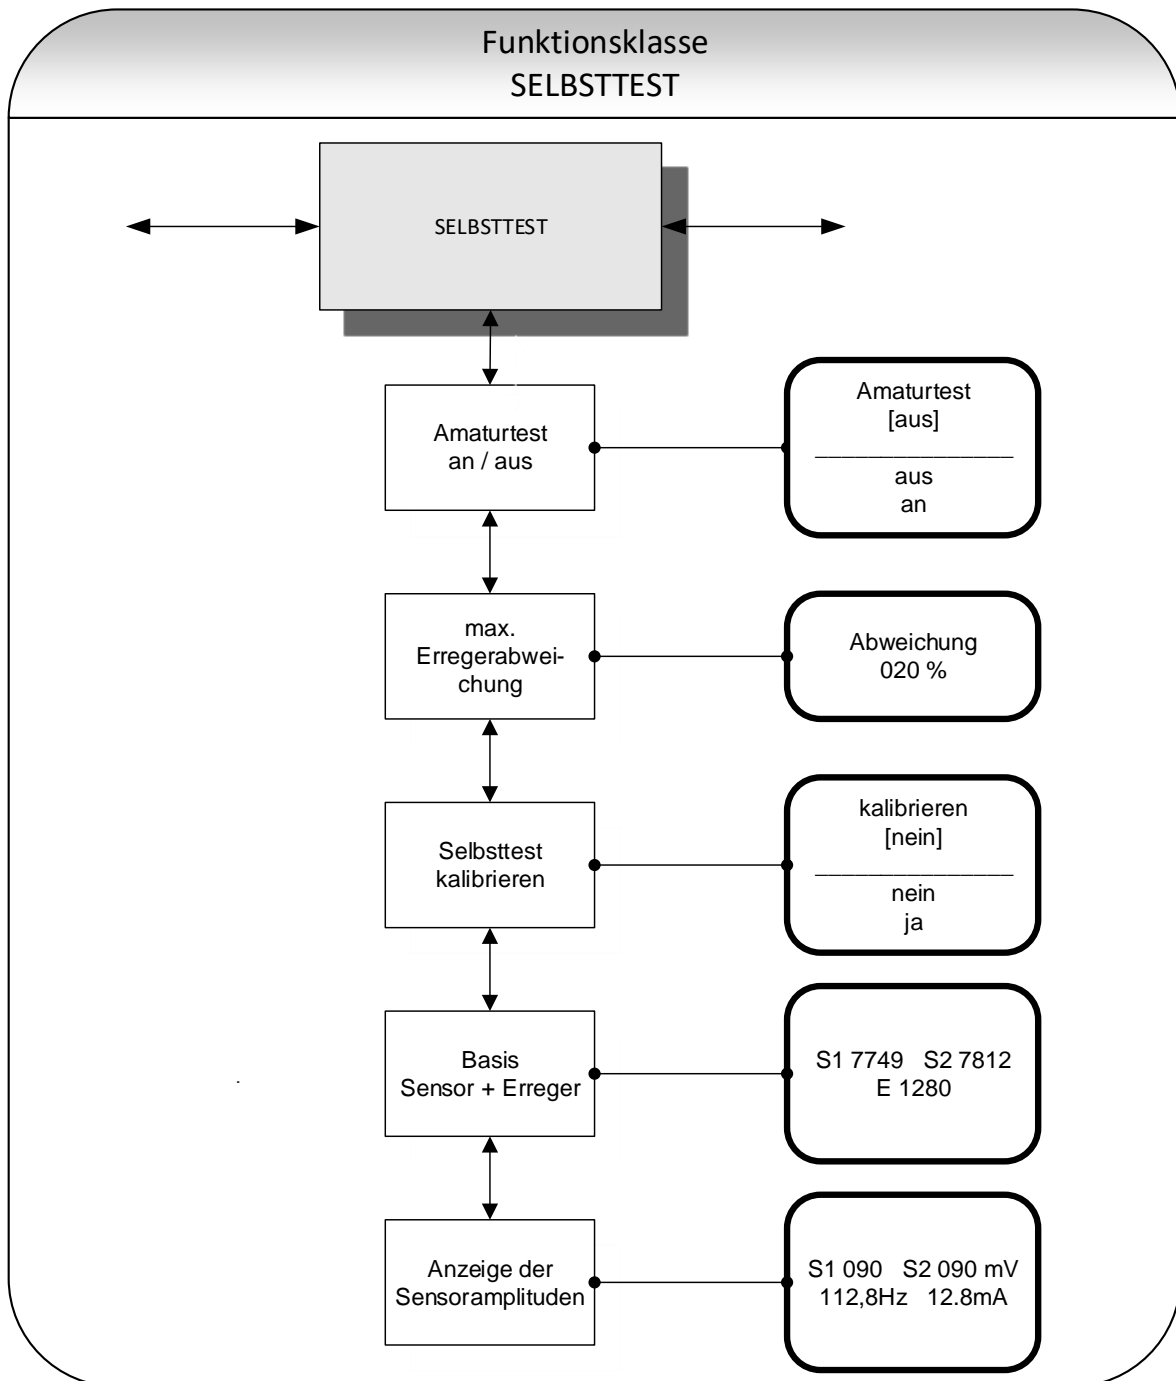 Funktionsklasse
SELBSTTEST
SELBSTTEST
Amaturtest
an / aus
Amaturtest
[aus]
_______________
aus
an
max.
Erregerabwei-
chung
Abweichung
020 %
Selbsttest
kalibrieren
kalibrieren
[nein]
_______________
nein
ja
Basis
Sensor + Erreger
S1 7749 S2 7812
E 1280
Anzeige der
Sensoramplituden
S1 090 S2 090 mV
112,8Hz 12.8mA